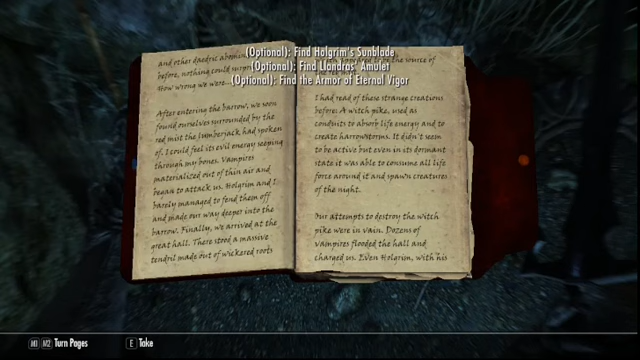 and other daedric
before, nothing could
How wrong we were...
After entering the barrow, we soon
found ourselves surrounded by the
red mist the lumberjack had spoken
of. I could feel its evil energy seeping
through my bones. Vampires
materialized out of thin air and
began to attack us. Holgrim and I
barely managed to fend them off
and made our way deeper into the
barrow. Finally, we arrived at the
great hall. There stood a massive
tendril made out of wickered roots
to be the source of
I had read of these strange creations
before: A witch pike, used as
conduits to absorb life energy and to
create harrowstorms. It didn't seem
to be active but even in its dormant
state it was able to consume all life
force around it and spawn creatures
of the night.
Our attempts to destroy the witch
pike were in vain. Dozens of
vampires flooded the hall and
charged us. Even Holgrim, with his
(Optional): Find Holgrim's Sunblade
(Optional): Find Llandras' Amulet
(Optional): Find the Armor of Eternal Vigor
M1 M2 Turn Pages
E Take